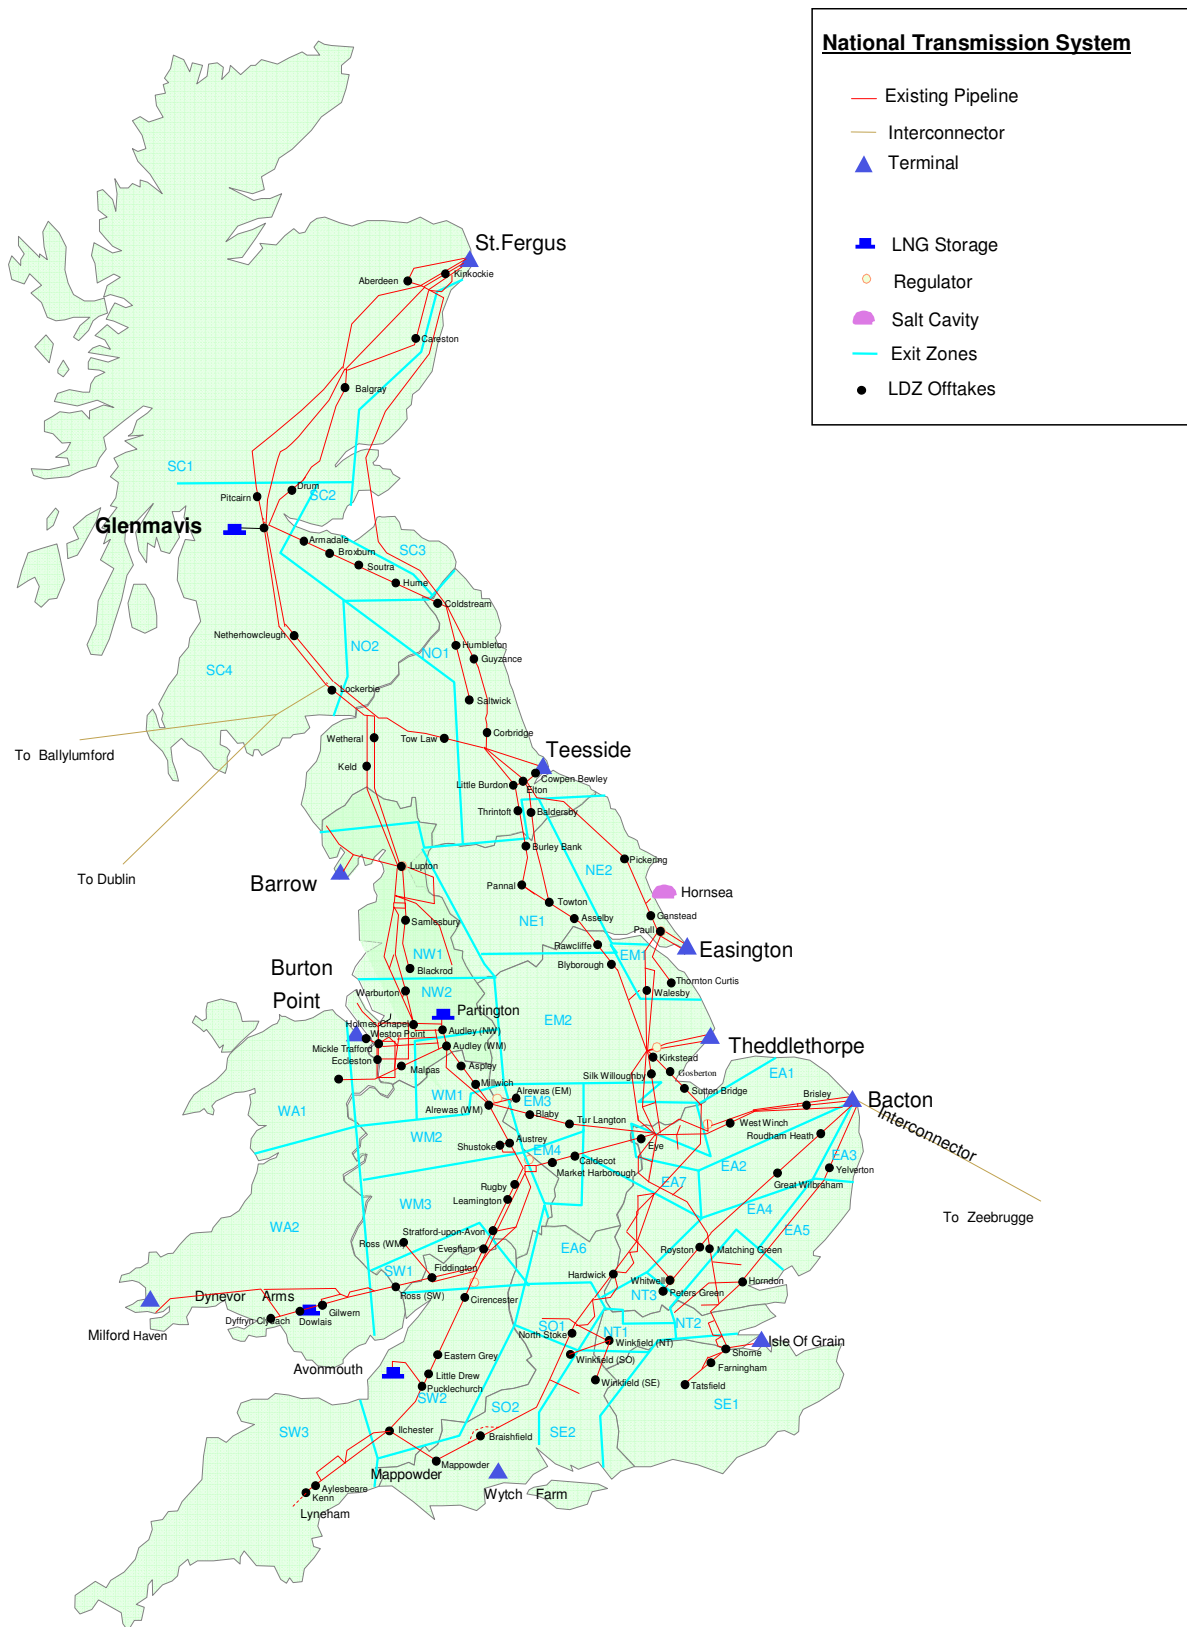 National Transmission System
Existing Pipeline
Interconnector
Terminal
LNG Storage
Regulator
Salt Cavity
Exit Zones
LDZ Offtakes
St.Fergus
Aberdeen
Kinkockie
Careston
Balgray
SC1
Drum
SC2
Pitcairn
Glenmavis
Armadale
SC3
Broxburn
Soutra
Hume
Coldstream
Netherhowcleugh
NO2
NO1
Humbleton
Guyzance
SC4
Lockerbie
Saltwick
To Ballylumford
Wetheral
Tow Law
Corbridge
Teesside
Keld
Cowpen Bewley
Little Burdon
Elton
Thrintoft
Baldersby
Burley Bank
To Dublin
Barrow
Lupton
Pickering
NE2
Pannal
Hornsea
Towton
Samlesbury
NE1
Asselby
Ganstead
Paull
Rawcliffe
Easington
NW1
EM1
Burton
Point
Blackrod
Blyborough
Thornton Curtis
Warburton
NW2
Walesby
Partington
EM2
Holmes Chapel
Weston Point
Audley (NW)
Mickle Trafford
Audley (WM)
Theddlethorpe
Eccleston
Malpas
Aspley
Kirkstead
Silk Willoughby
Gosberton
EA1
Millwich
Sutton Bridge
WM1
Alrewas (EM)
EM3
Brisley
Bacton
WA1
Alrewas (WM)
Blaby
Tur Langton
West Winch
Interconnector
WM2
Austrey
Shustoke
EM4
Eye
Roudham Heath
Caldecot
Market Harborough
EA2
EA3
Yelverton
Rugby
EA7
Great Wilbraham
Leamington
WM3
EA4
To Zeebrugge
WA2
Stratford-upon-Avon
EA5
Ross (WM)
Evesham
EA6
Royston
Matching Green
SW1
Fiddington
Hardwick
Whitwell
Horndon
Ross (SW)
Peters Green
NT3
Dynevor Arms
Cirencester
Milford Haven
Gilwern
Dyffryn Clydach
Dowlais
SO1
NT1
NT2
North Stoke
Winkfield (NT)
Isle Of Grain
Shorne
Eastern Grey
Winkfield (SO)
Farningham
Avonmouth
Little Drew
Winkfield (SE)
Tatsfield
Pucklechurch
SW2
SO2
SE1
SW3
Ilchester
SE2
Braishfield
Mappowder
Mappowder
Aylesbeare
Kenn
Wytch Farm
Lyneham